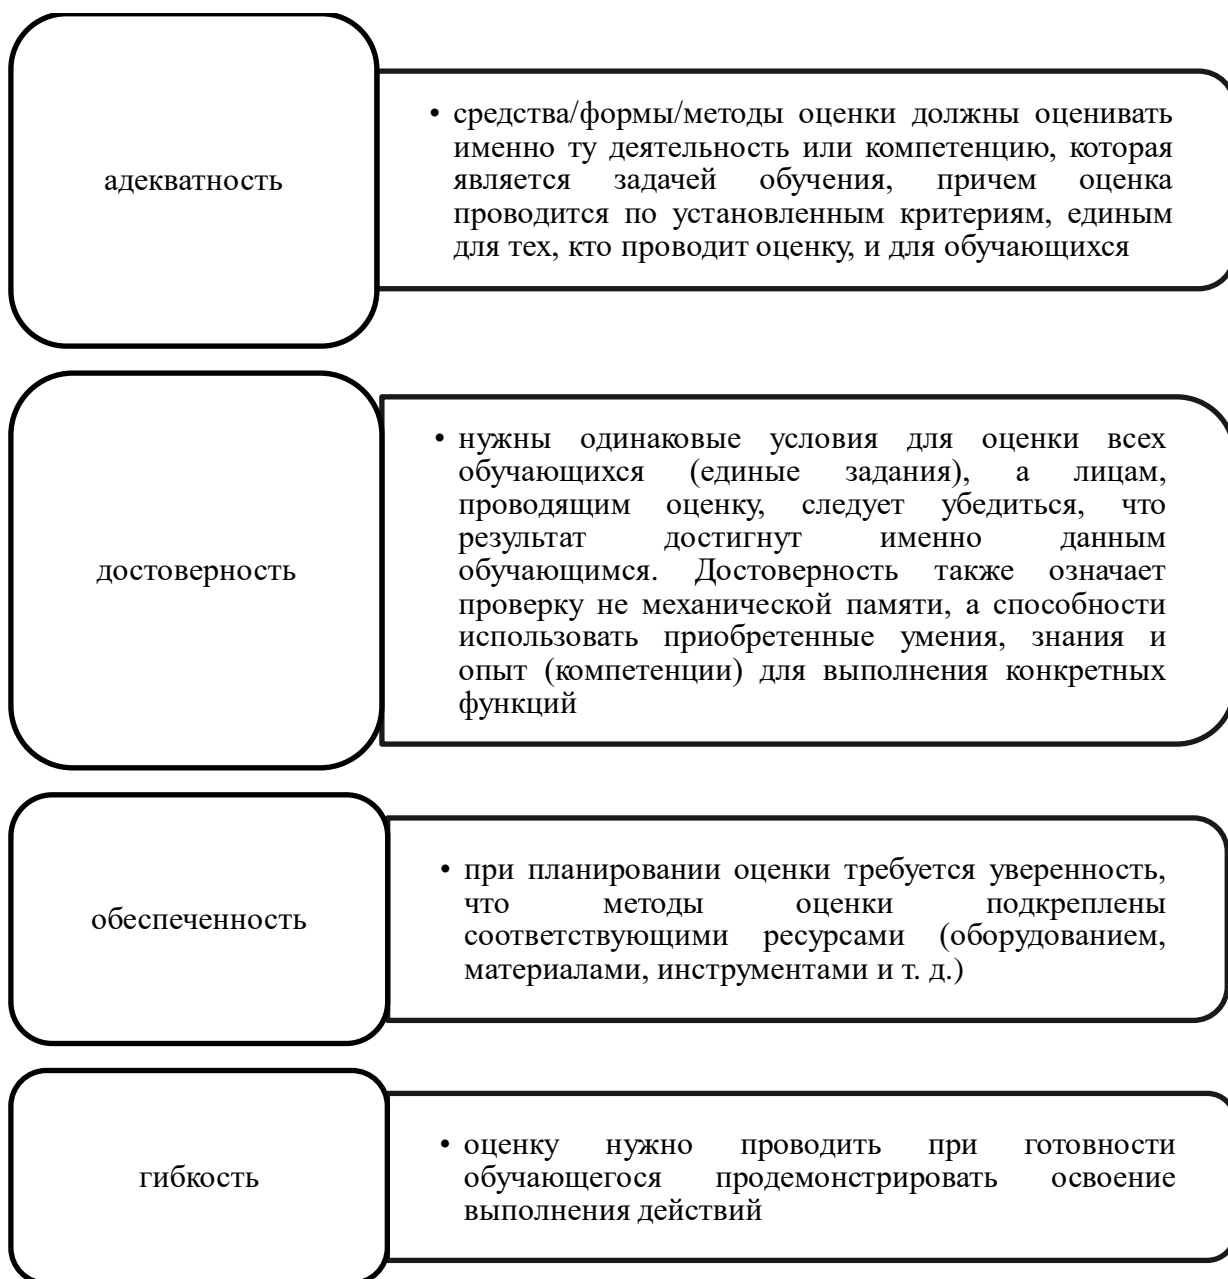 адекватность
• средства/формы/методы оценки должны оценивать
именно ту деятельность или компетенцию, которая
является задачей обучения, причем оценка
проводится по установленным критериям, единым
для тех, кто проводит оценку, и для обучающихся
достоверность
• нужны одинаковые условия для оценки всех
обучающихся (единые задания), а лицам,
проводящим оценку, следует убедиться, что
результат достигнут именно данным
обучающимся. Достоверность также означает
проверку не механической памяти, а способности
использовать приобретенные умения, знания и
опыт (компетенции) для выполнения конкретных
функций
обеспеченность
• при планировании оценки требуется уверенность,
что методы оценки подкреплены
соответствующими ресурсами (оборудованием,
материалами, инструментами и т. д.)
гибкость
• оценку нужно проводить при готовности
обучающегося продемонстрировать освоение
выполнения действий